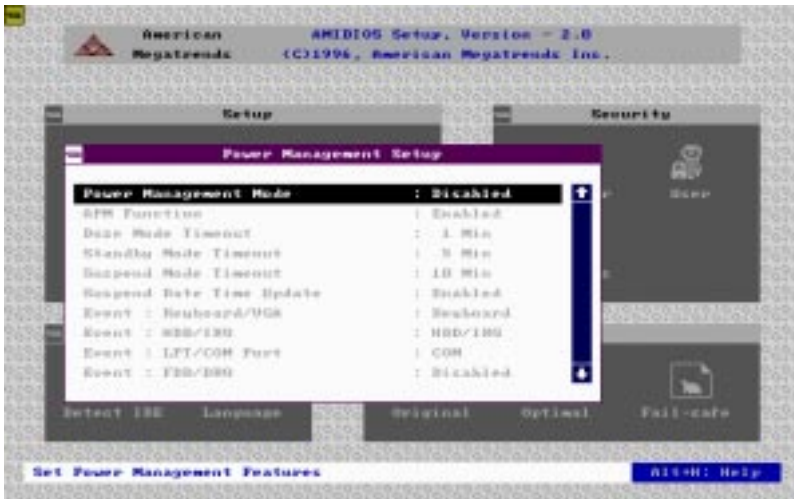 American Megatrends
AMIBIOS Setup, Version - 2.0
(C)1996, American Megatrends Inc.
Setup
Security
Power Management Setup
Power Management Mode : Disabled
APM Function : Enabled
Doze Mode Timeout : 1 Min
Standby Mode Timeout : 5 Min
Suspend Mode Timeout : 10 Min
Suspend Date Time Update : Enabled
Event : Keyboard/VGA : Keyboard
Event : HDD/IRQ : HDD/IRQ
Event : LPT/COM Port : COM
Event : FDD/DRQ : Disabled
User
Detect IDE
Language
Original
Optimal
Fail-safe
Set Power Management Features
Alt+H: Help